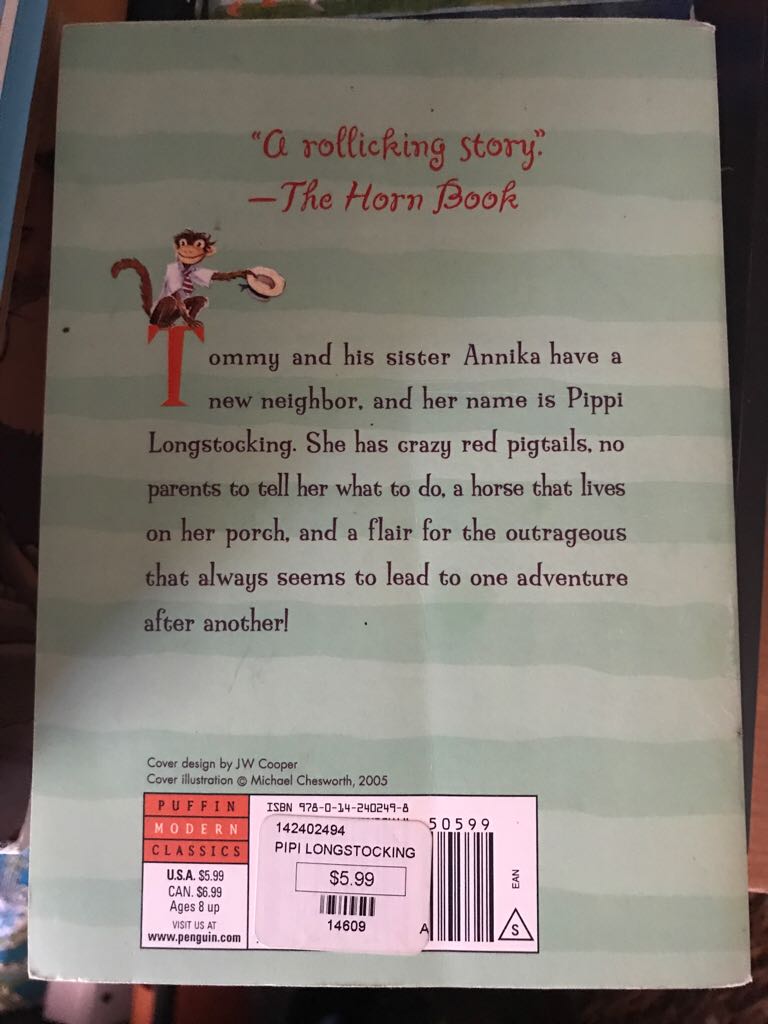 "A rollicking story."
—The Horn Book
Tommy and his sister Annika have a
new neighbor, and her name is Pippi
Longstocking. She has crazy red pigtails, no
parents to tell her what to do, a horse that lives
on her porch, and a flair for the outrageous
that always seems to lead to one adventure
after another!
Cover design by JW Cooper
Cover illustration © Michael Chesworth, 2005
PUFFIN
MODERN
CLASSICS
U.S.A. $5.99
CAN. $6.99
Ages 8 up
VISIT US AT
www.penguin.com
ISBN 978-0-14-240249-8
50599
142402494
PIPI LONGSTOCKING
$5.99
14609
A
EAN
S